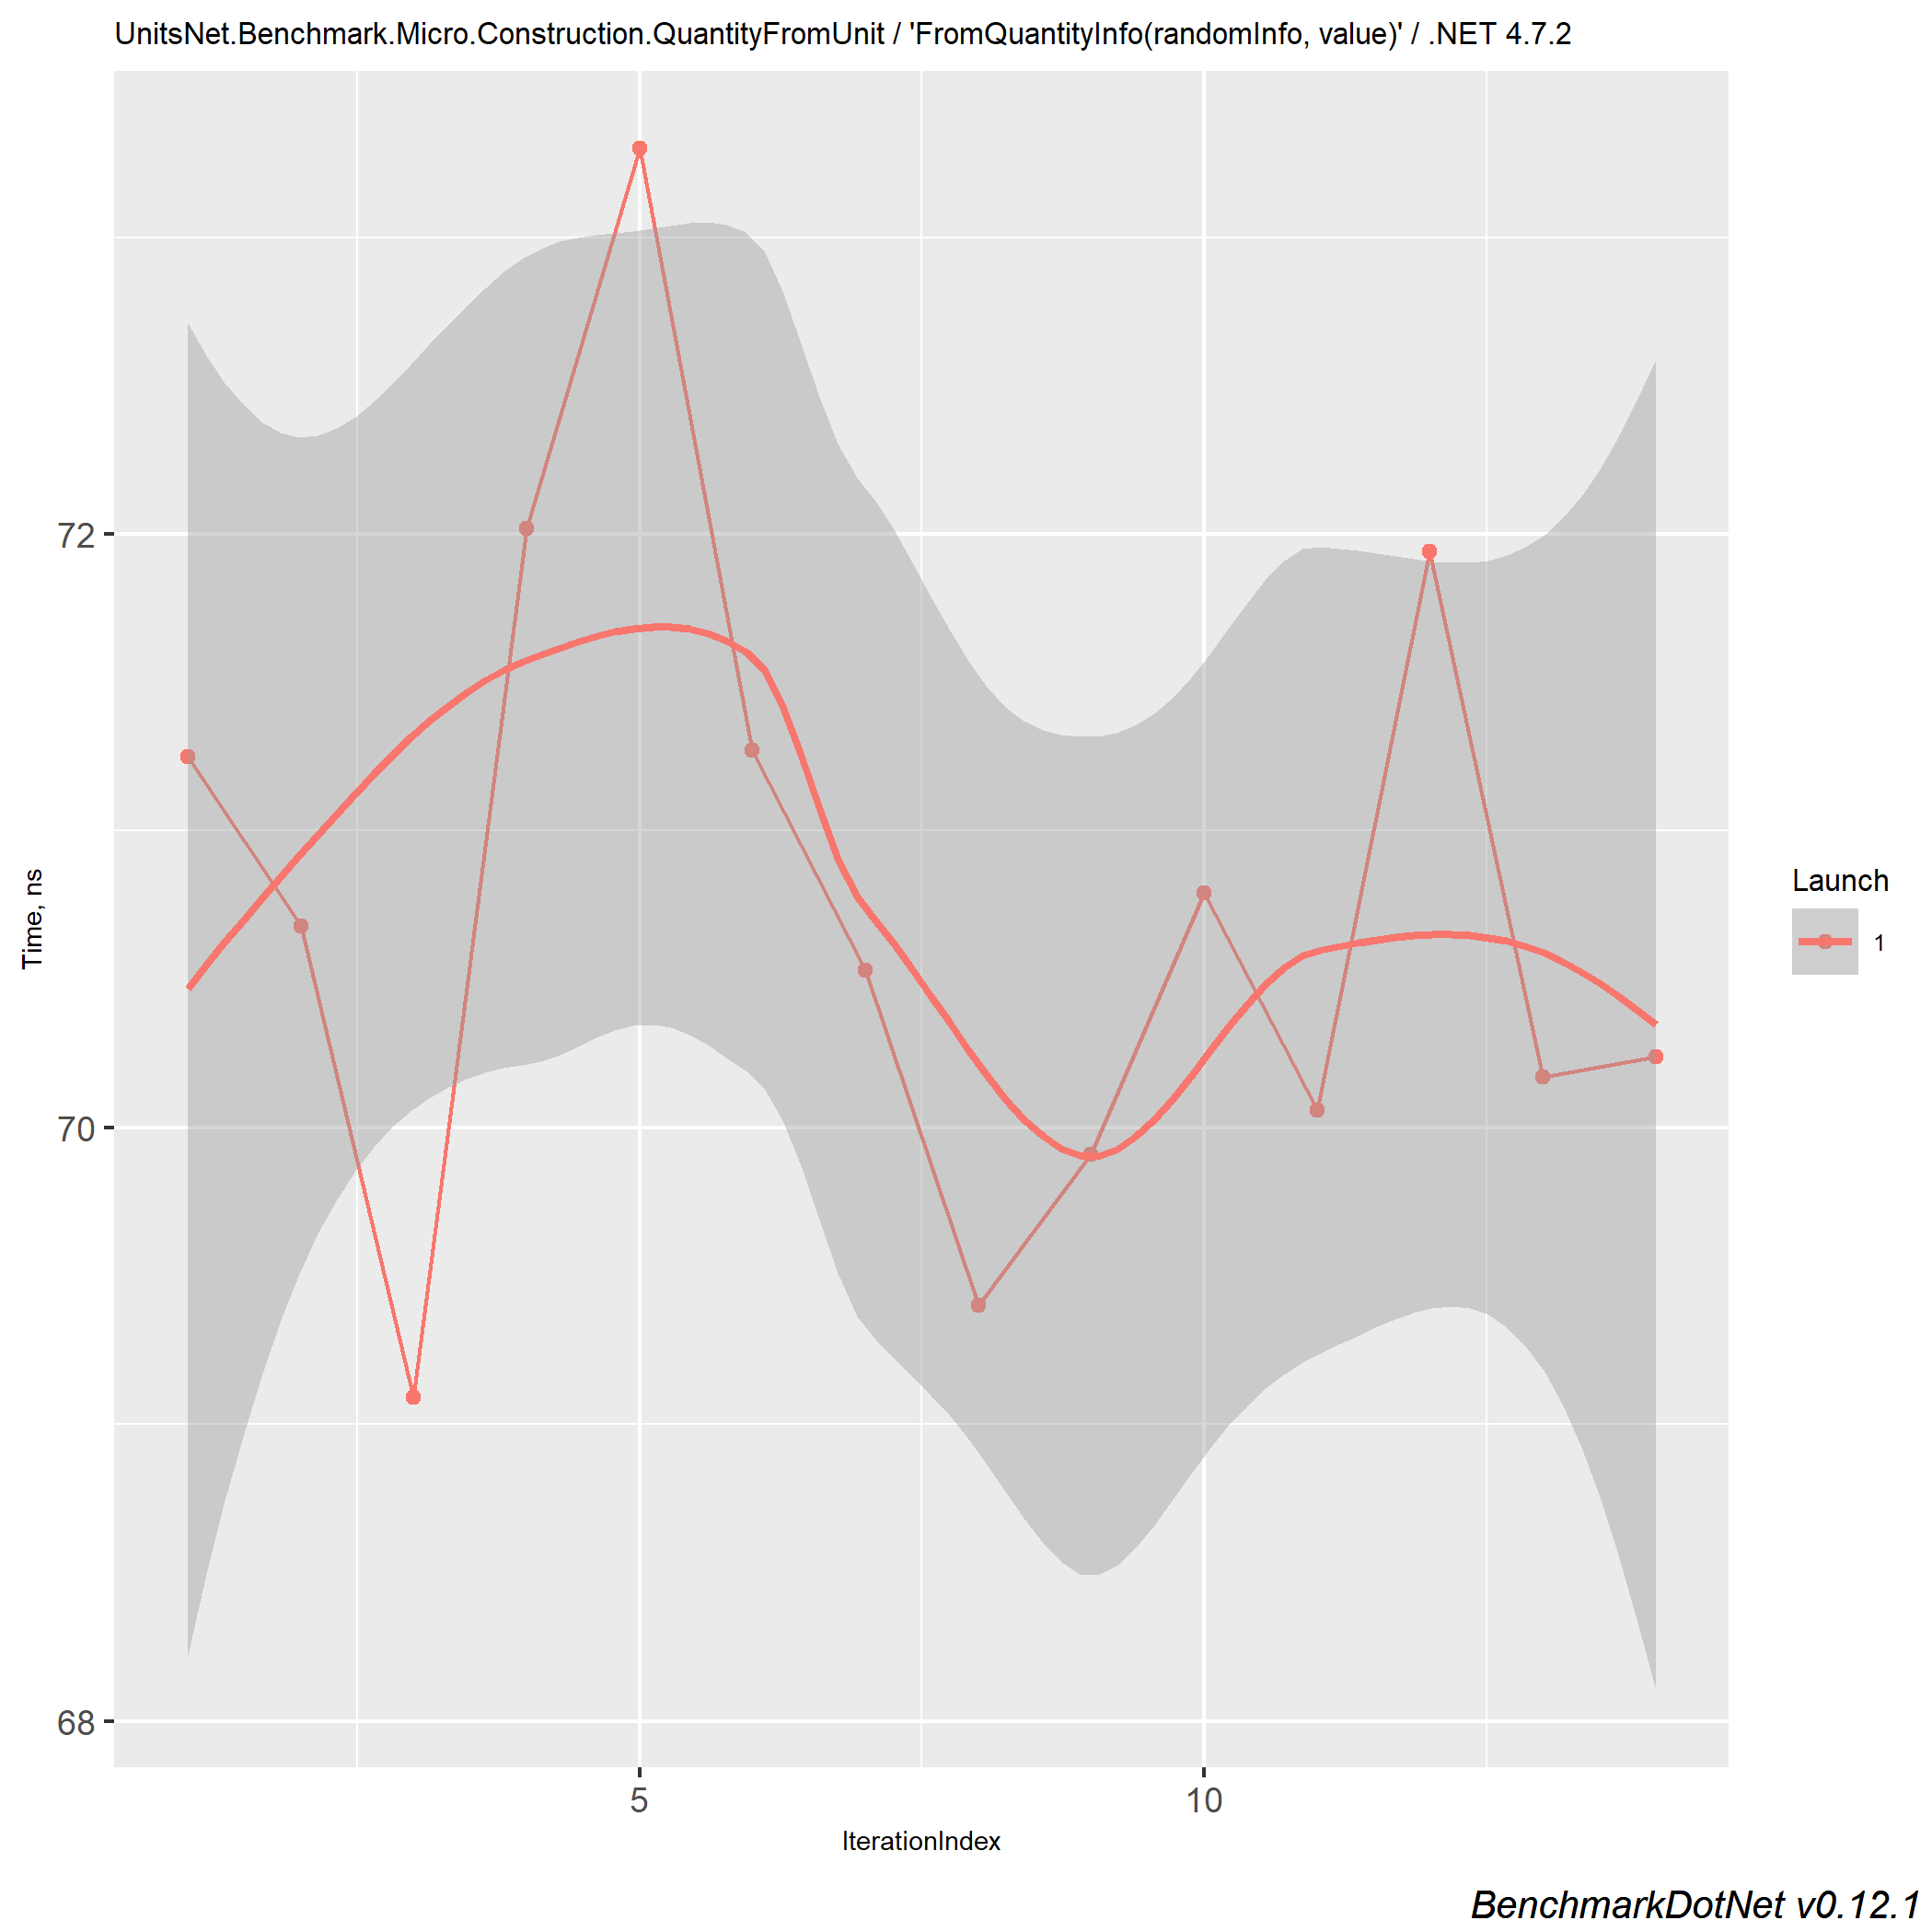 UnitsNet.Benchmark.Micro.Construction.QuantityFromUnit / 'FromQuantityInfo(randomInfo, value)' / .NET 4.7.2
72
70
68
Time, ns
5
10
IterationIndex
Launch
1
BenchmarkDotNet v0.12.1